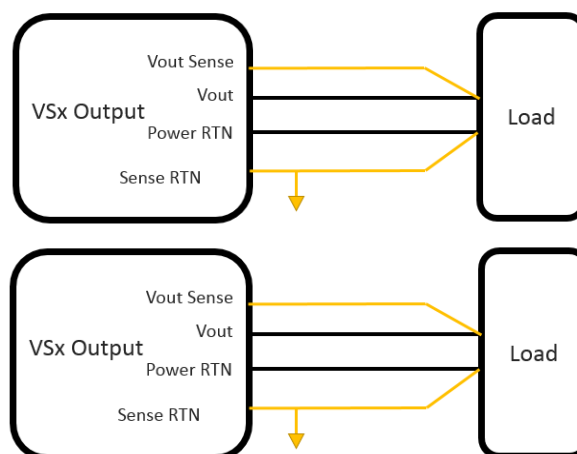 Vout Sense
Vout
VSx Output
Load
Power RTN
Sense RTN
Vout Sense
Vout
VSx Output
Load
Power RTN
Sense RTN